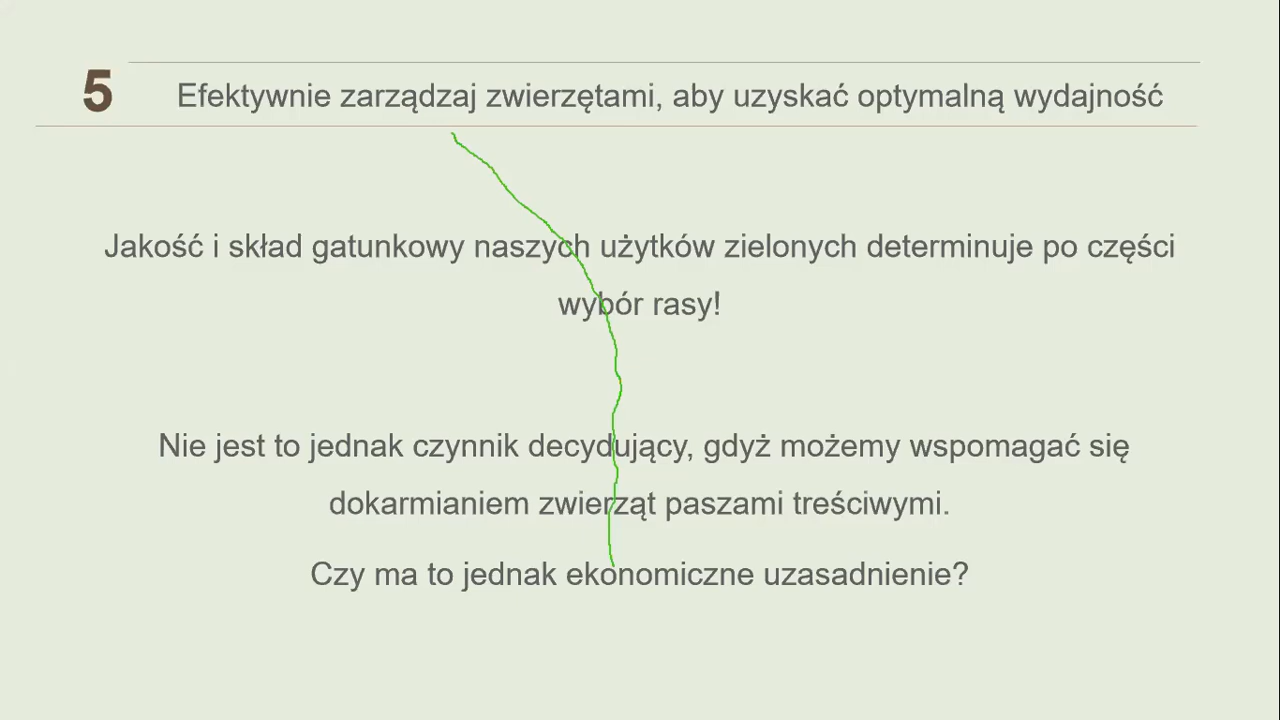 5 Efektywnie zarządzaj zwierzętami, aby uzyskać optymalną wydajność
Jakość i skład gatunkowy naszych użytków zielonych determinuje po części
wybór rasy!
Nie jest to jednak czynnik decydujący, gdyż możemy wspomagać się
dokarmianiem zwierząt paszami treściwymi.
Czy ma to jednak ekonomiczne uzasadnienie?